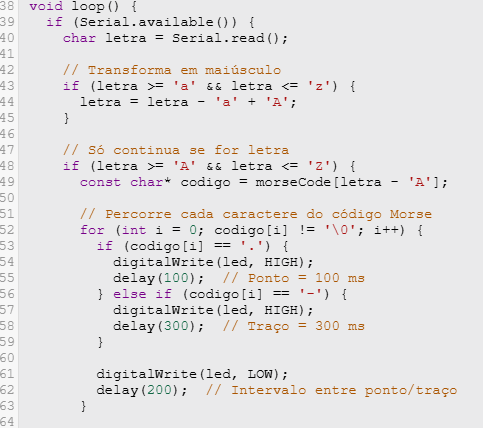 38 void loop() {
39 if (Serial.available()) {
40 char letra = Serial.read();
41
42 // Transforma em maiúsculo
43 if (letra >= 'a' && letra <= 'z') {
44 letra = letra - 'a' + 'A';
45 }
46
47 // Só continua se for letra
48 if (letra >= 'A' && letra <= 'Z') {
49 const char* codigo = morseCode[letra - 'A'];
50
51 // Percorre cada caractere do código Morse
52 for (int i = 0; codigo[i] != '\0'; i++) {
53 if (codigo[i] == '.') {
54 digitalWrite(led, HIGH);
55 delay(100); // Ponto = 100 ms
56 } else if (codigo[i] == '-') {
57 digitalWrite(led, HIGH);
58 delay(300); // Traço = 300 ms
59 }
60
61 digitalWrite(led, LOW);
62 delay(200); // Intervalo entre ponto/traço
63 }
64